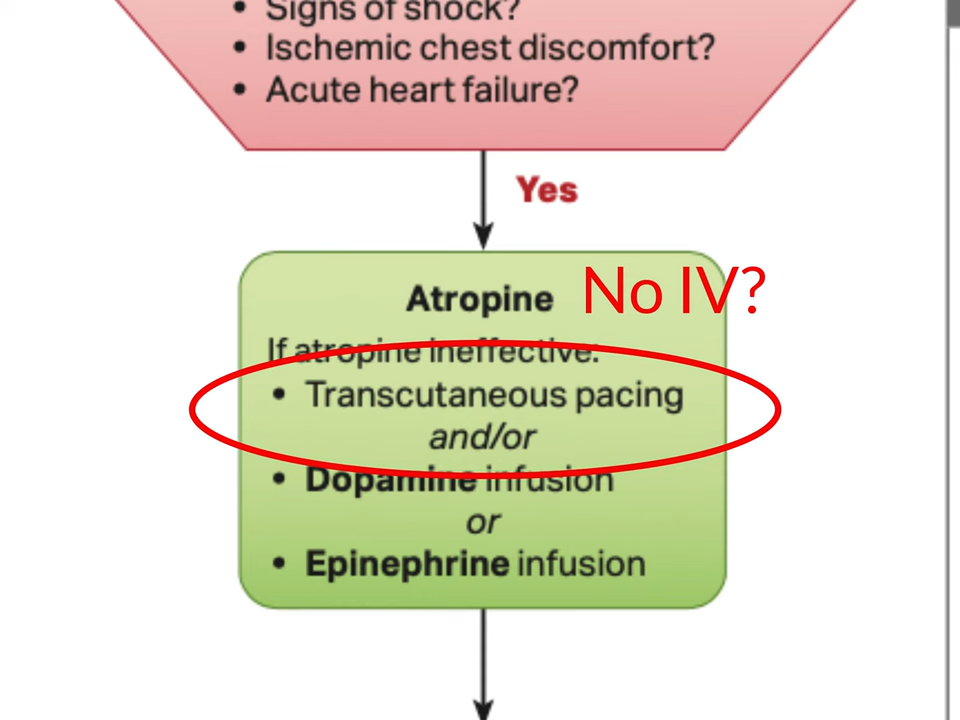 • Signs of shock?
• Ischemic chest discomfort?
• Acute heart failure?
Yes
Atropine
No IV?
If atropine ineffective:
• Transcutaneous pacing
and/or
• Dopamine infusion
or
• Epinephrine infusion